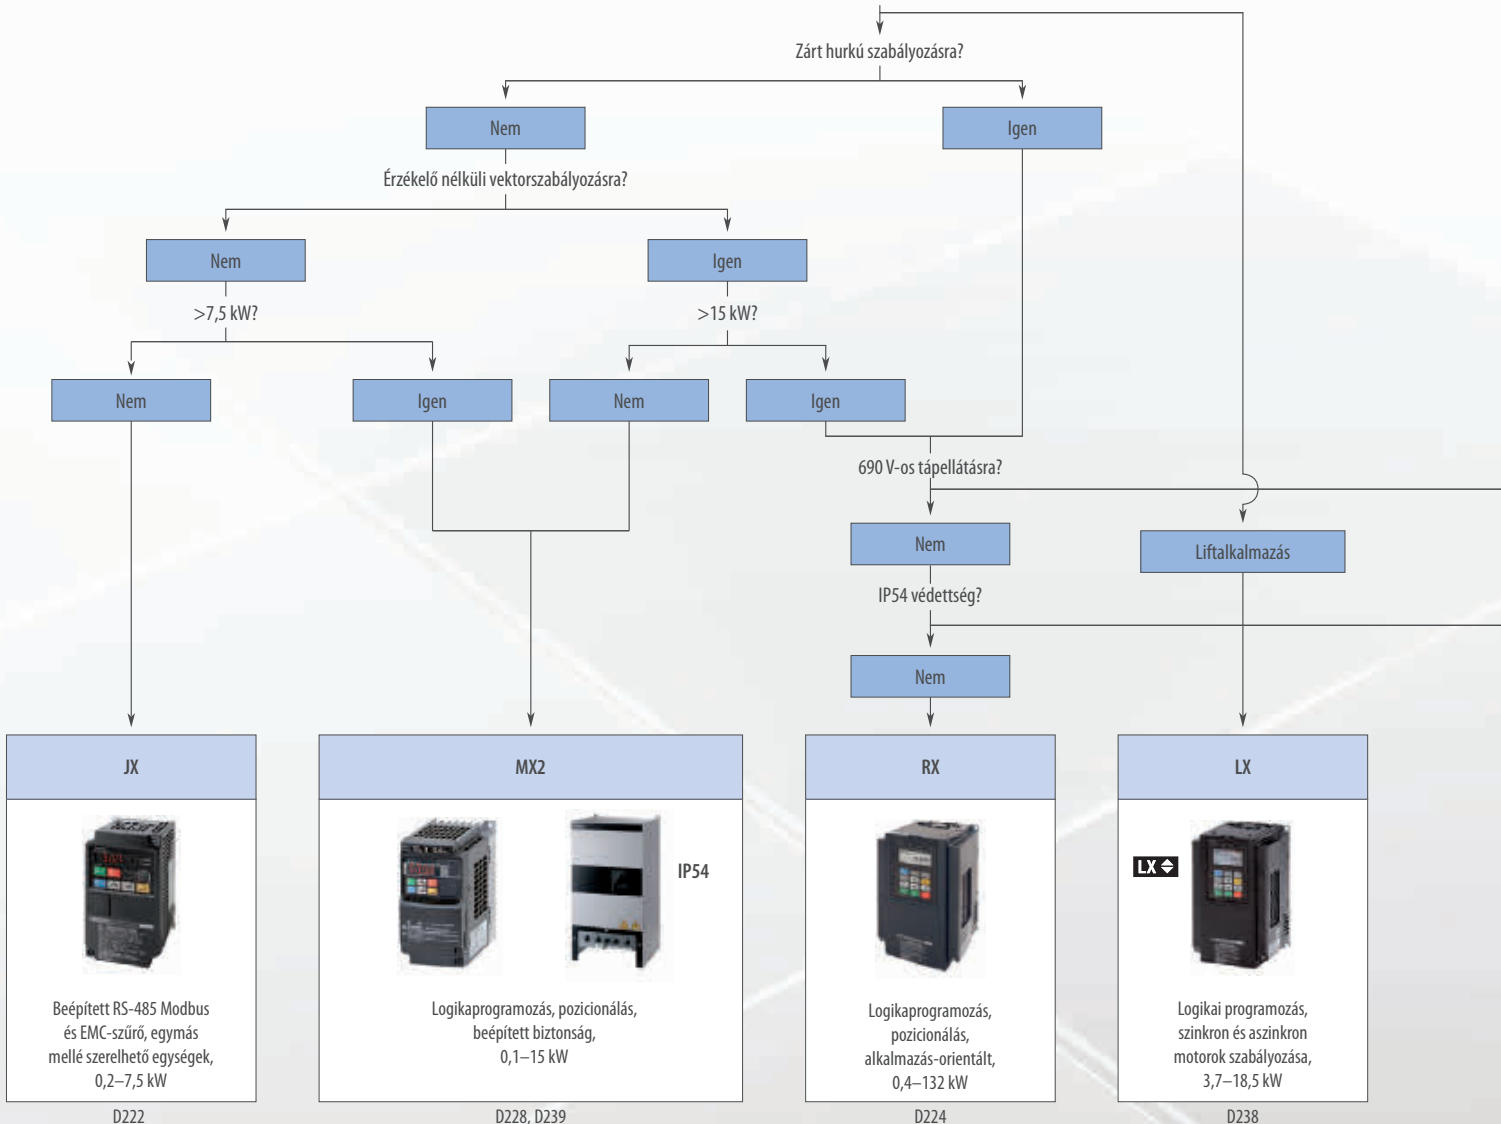 Zárt hurkú szabályozásra?
Nem
Igen
Érzékelő nélküli vektorszabályozásra?
Nem
Igen
>7,5 kW?
>15 kW?
Nem
Igen
Nem
Igen
690 V-os tápellátásra?
Nem
Liftalkalmazás
IP54 védettség?
Nem
JX
Beépített RS-485 Modbus
és EMC-szűrő, egymás
mellé szerelhető egységek,
0,2–7,5 kW
D222
MX2
IP54
Logikaprogramozás, pozicionálás,
beépített biztonság,
0,1–15 kW
D228, D239
RX
Logikaprogramozás,
pozicionálás,
alkalmazás-orientált,
0,4–132 kW
D224
LX
LX
Logikai programozás,
szinkron és aszinkron
motorok szabályozása,
3,7–18,5 kW
D238